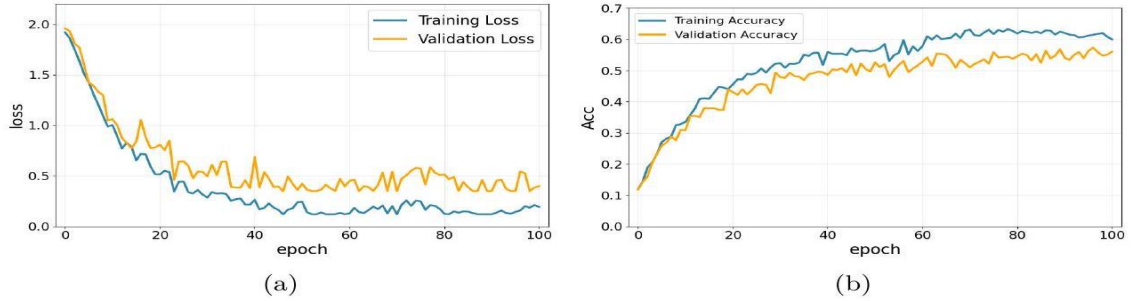 2.0
1.5
1.0
0.5
0.0
loss
0 20 40 60 80 100
epoch
Training Loss
Validation Loss
(a)
0.7
0.6
0.5
0.4
0.3
0.2
0.1
0.0
Acc
0 20 40 60 80 100
epoch
Training Accuracy
Validation Accuracy
(b)